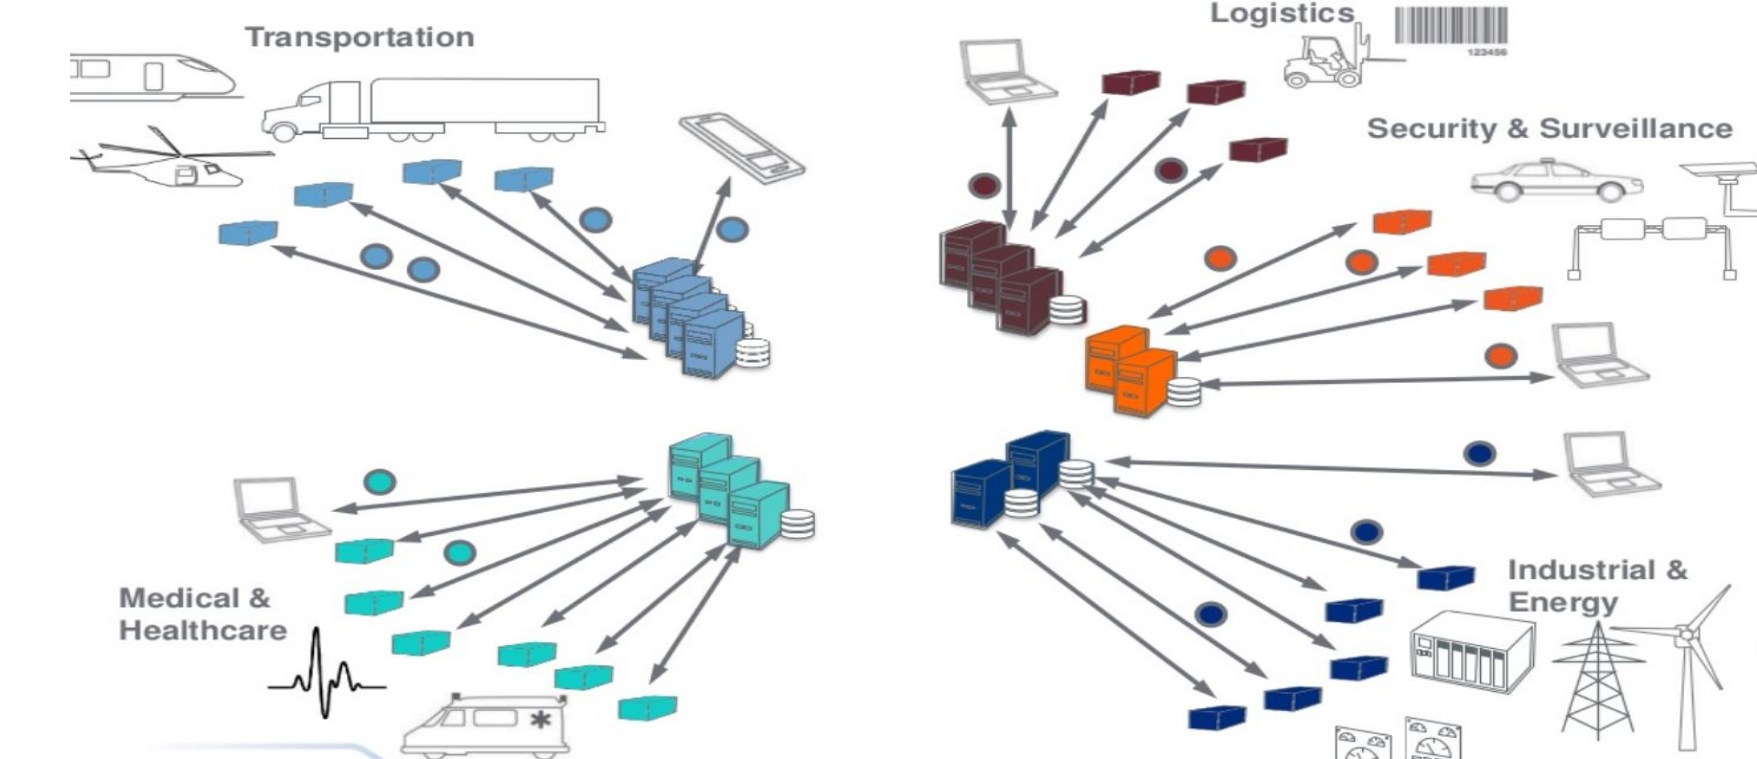 Transportation
Logistics
123456
Security & Surveillance
Medical &
Healthcare
Industrial &
Energy